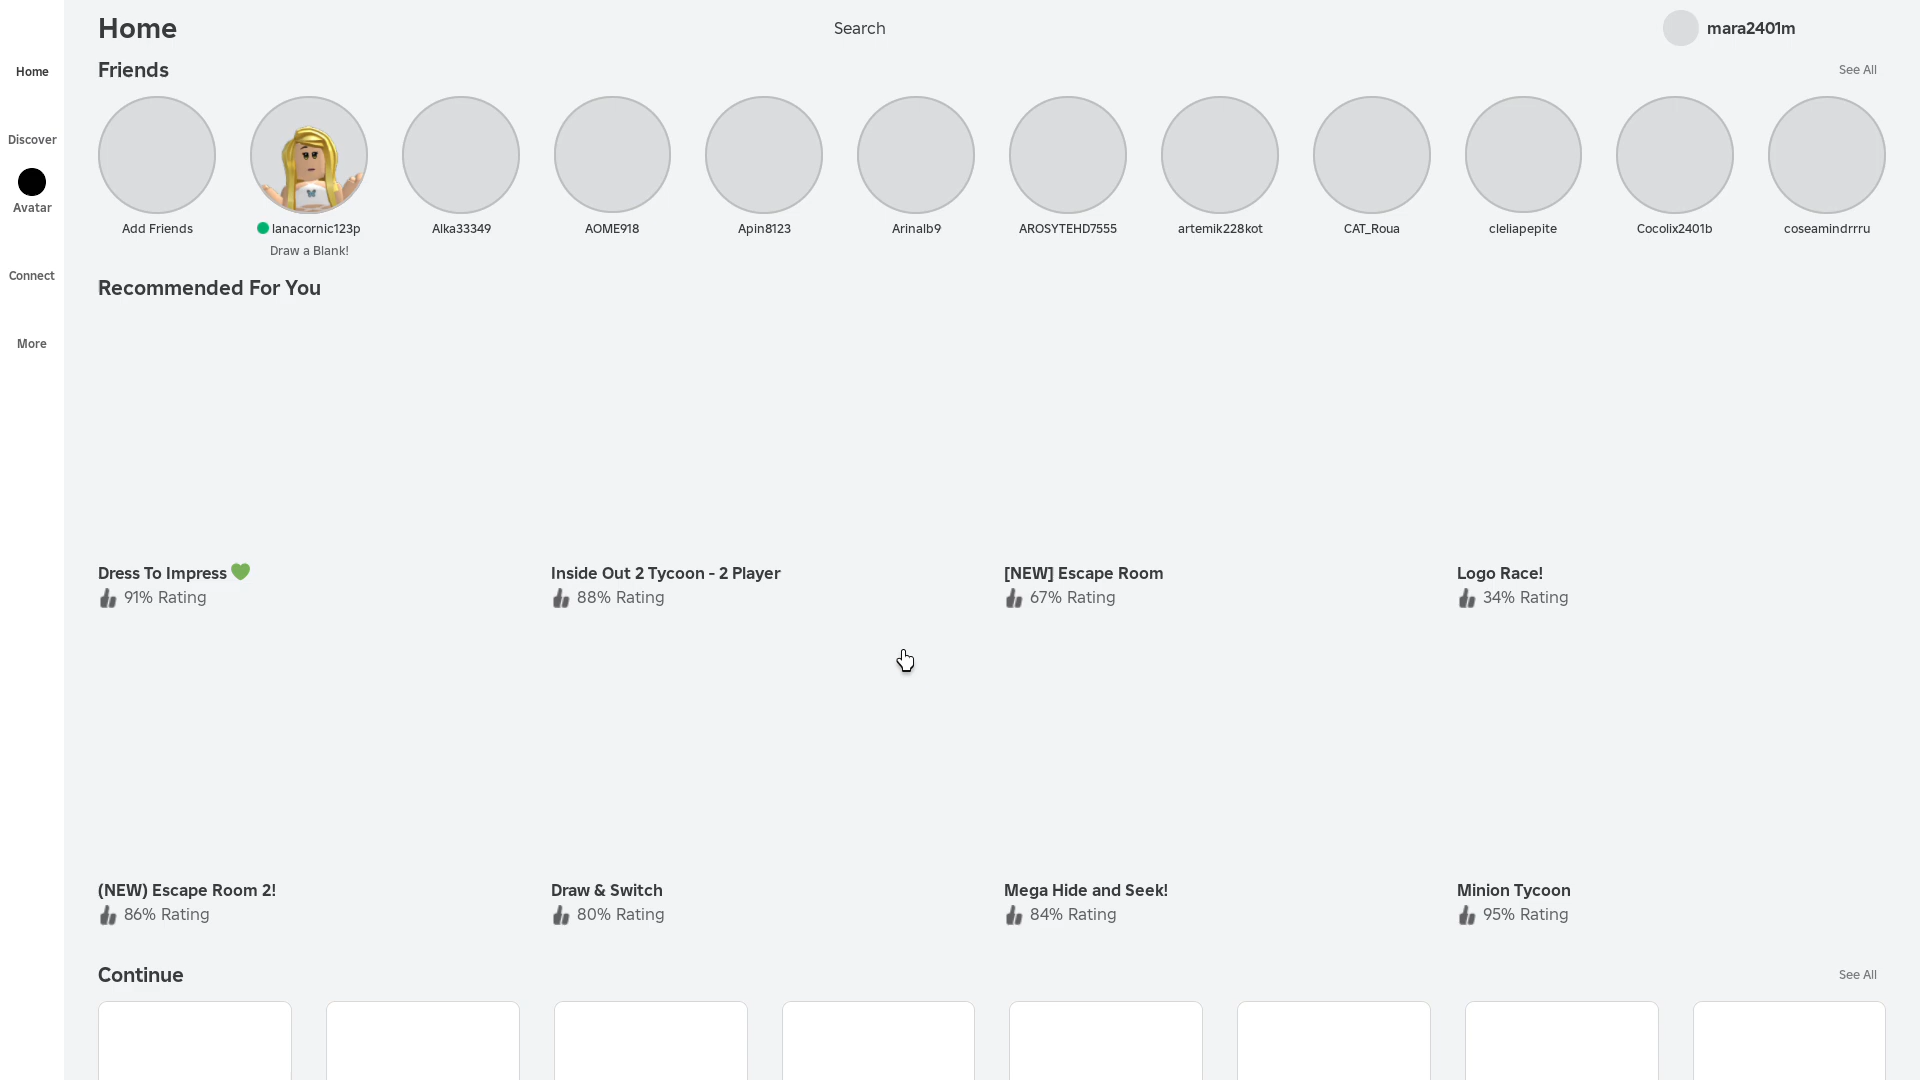 Home
Search
mara2401m
Home
Discover
Avatar
Connect
More
Friends
See All
Add Friends
lanacornic123p
Draw a Blank!
Alka33349
AOME918
Apin8123
Arinalb9
AROSYTEHD7555
artemik228kot
CAT_Roua
cleliapepite
Cocolix2401b
coseamindrrru
Recommended For You
Dress To Impress 💚
91% Rating
Inside Out 2 Tycoon - 2 Player
88% Rating
[NEW] Escape Room
67% Rating
Logo Race!
34% Rating
(NEW) Escape Room 2!
86% Rating
Draw & Switch
80% Rating
Mega Hide and Seek!
84% Rating
Minion Tycoon
95% Rating
Continue
See All